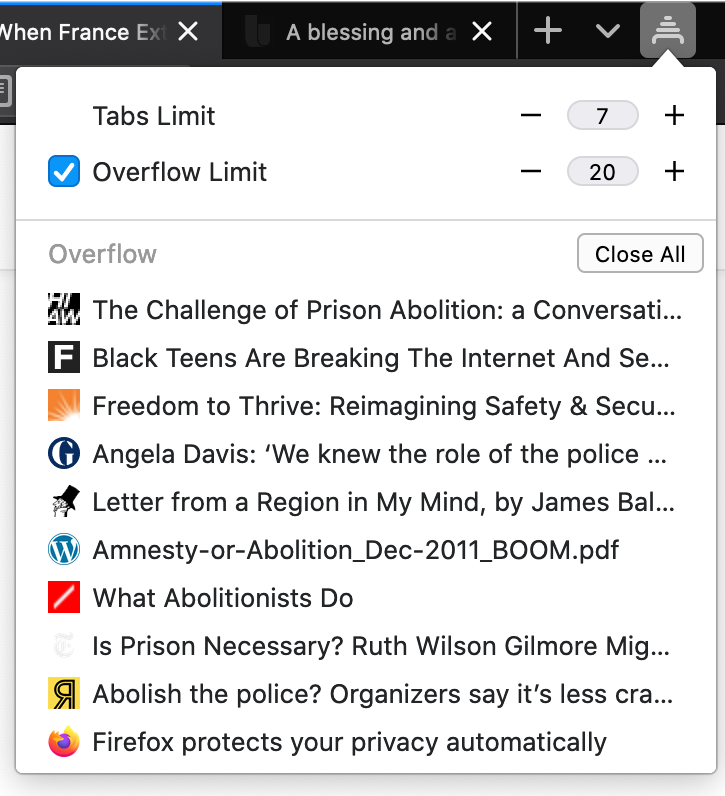 When France Ext
A blessing and a
Tabs Limit
7
Overflow Limit
20
Overflow
Close All
The Challenge of Prison Abolition: a Conversati...
Black Teens Are Breaking The Internet And Se...
Freedom to Thrive: Reimagining Safety & Secu...
Angela Davis: ‘We knew the role of the police ...
Letter from a Region in My Mind, by James Bal...
Amnesty-or-Abolition_Dec-2011_BOOM.pdf
What Abolitionists Do
Is Prison Necessary? Ruth Wilson Gilmore Mig...
Abolish the police? Organizers say it’s less cra...
Firefox protects your privacy automatically